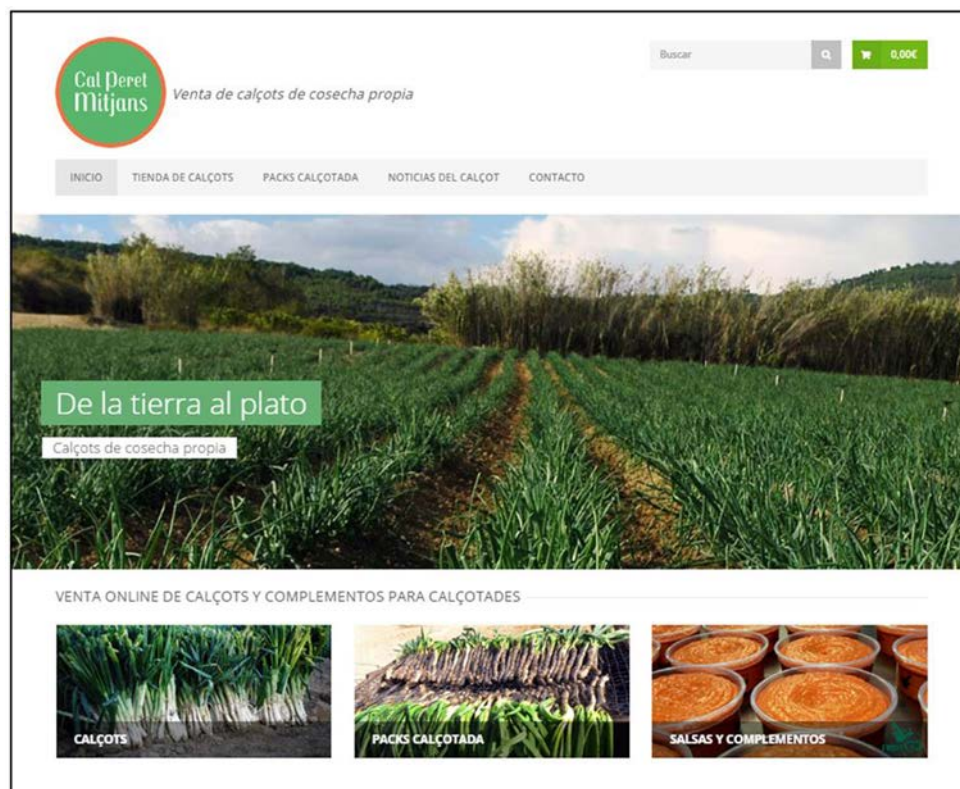 Cal Peret
Mitjans
Venta de calçots de cosecha propia
Buscar
0,00€
INICIO TIENDA DE CALÇOTS PACKS CALÇOTADA NOTICIAS DEL CALÇOT CONTACTO
De la tierra al plato
Calçots de cosecha propia
VENTA ONLINE DE CALÇOTS Y COMPLEMENTOS PARA CALÇOTADES
CALÇOTS
PACKS CALÇOTADA
SALSAS Y COMPLEMENTOS